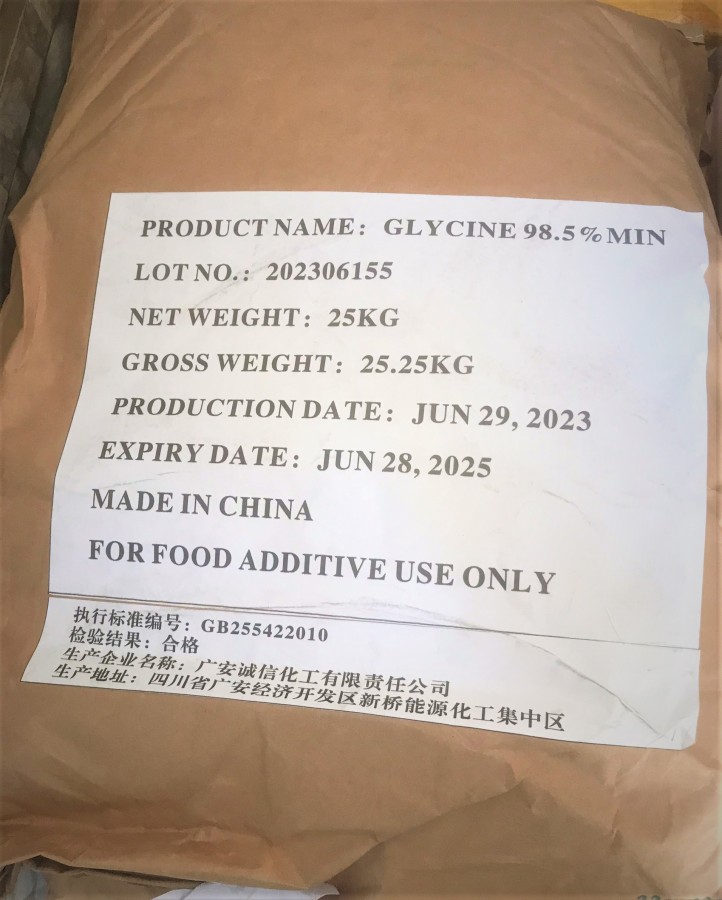 PRODUCT NAME: GLYCINE 98.5%MIN
LOT NO.: 202306155
NET WEIGHT: 25KG
GROSS WEIGHT: 25.25KG
PRODUCTION DATE: JUN 29, 2023
EXPIRY DATE: JUN 28, 2025
MADE IN CHINA
FOR FOOD ADDITIVE USE ONLY
执行标准编号: GB255422010
检验结果: 合格
生产企业名称: 广安诚信化工有限责任公司
生产地址: 四川省广安经济开发区新桥能源化工集中区